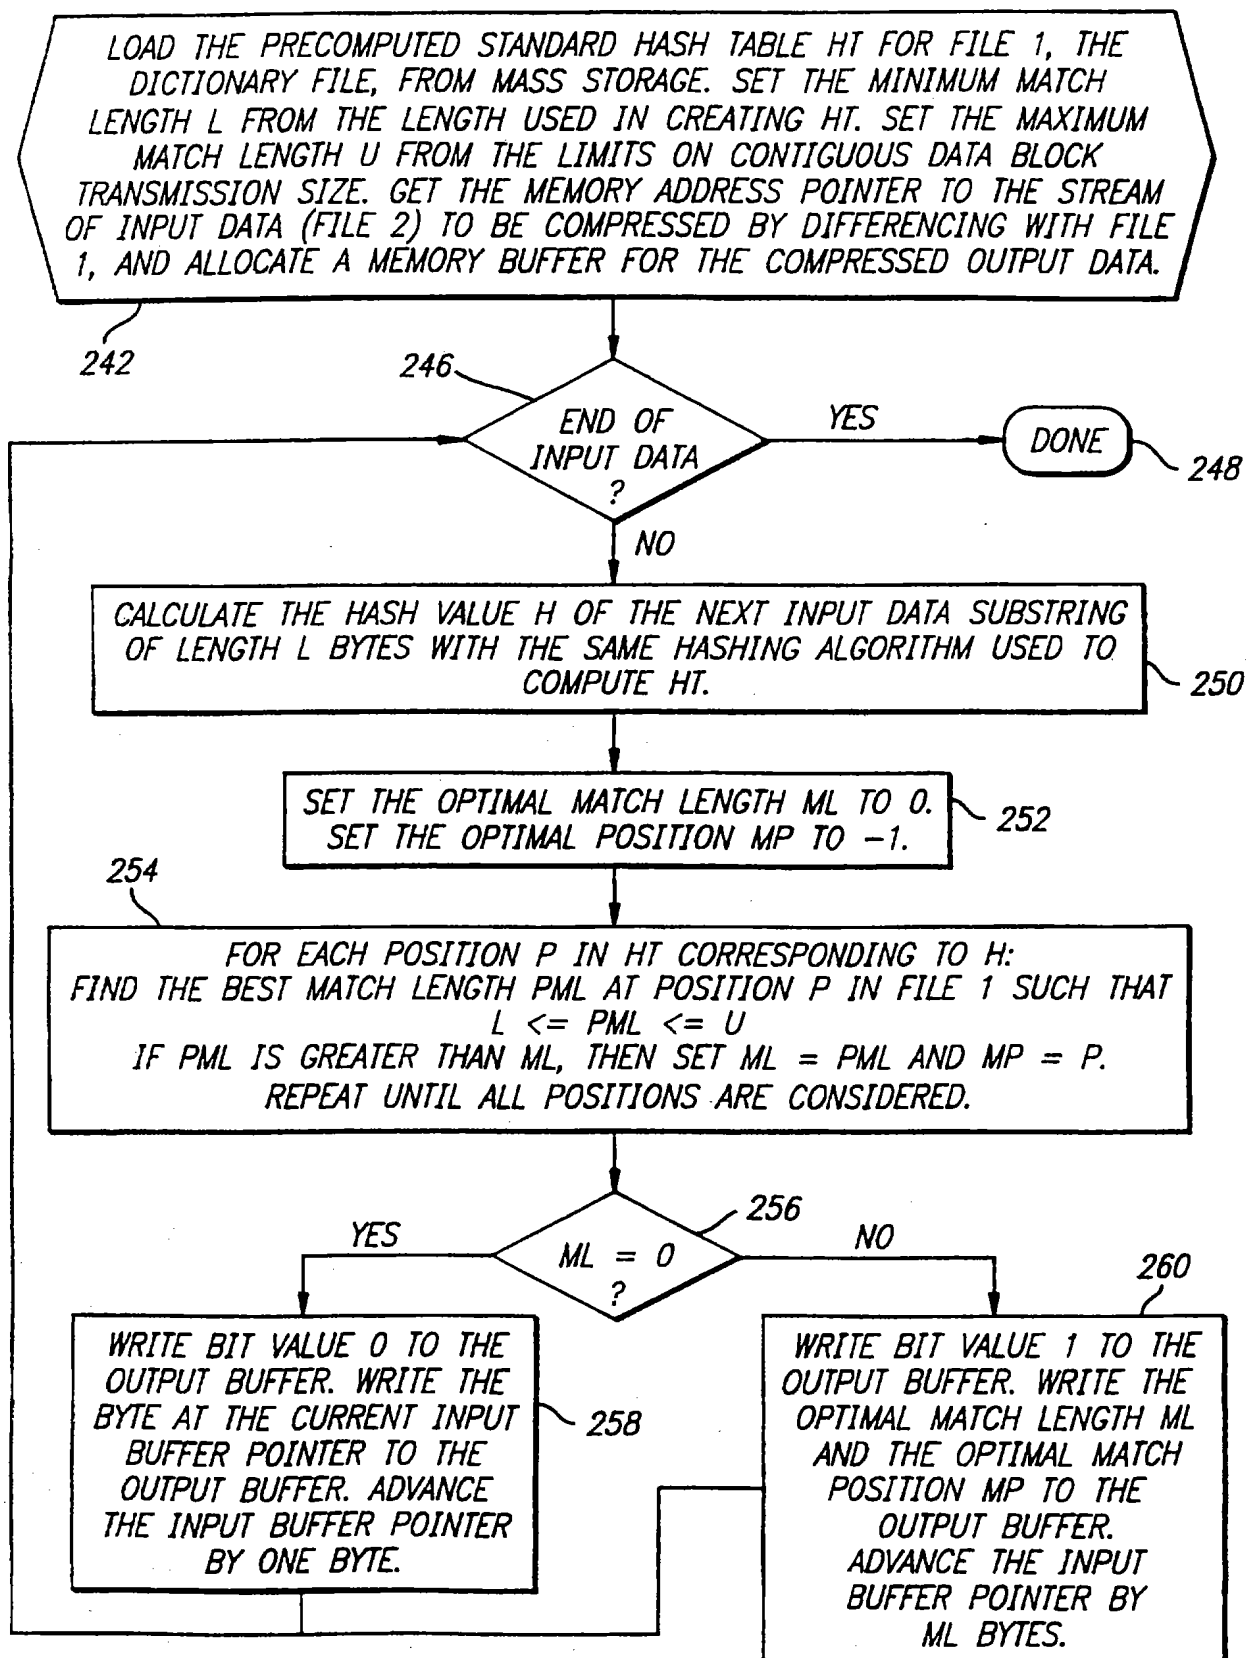 LOAD THE PRECOMPUTED STANDARD HASH TABLE HT FOR FILE 1, THE
DICTIONARY FILE, FROM MASS STORAGE. SET THE MINIMUM MATCH
LENGTH L FROM THE LENGTH USED IN CREATING HT. SET THE MAXIMUM
MATCH LENGTH U FROM THE LIMITS ON CONTIGUOUS DATA BLOCK
TRANSMISSION SIZE. GET THE MEMORY ADDRESS POINTER TO THE STREAM
OF INPUT DATA (FILE 2) TO BE COMPRESSED BY DIFFERENCING WITH FILE
1, AND ALLOCATE A MEMORY BUFFER FOR THE COMPRESSED OUTPUT DATA.
242
246
END OF
INPUT DATA
?
YES
DONE
248
NO
CALCULATE THE HASH VALUE H OF THE NEXT INPUT DATA SUBSTRING
OF LENGTH L BYTES WITH THE SAME HASHING ALGORITHM USED TO
COMPUTE HT.
250
SET THE OPTIMAL MATCH LENGTH ML TO 0.
SET THE OPTIMAL POSITION MP TO -1.
252
254
FOR EACH POSITION P IN HT CORRESPONDING TO H:
FIND THE BEST MATCH LENGTH PML AT POSITION P IN FILE 1 SUCH THAT
L <= PML <= U
IF PML IS GREATER THAN ML, THEN SET ML = PML AND MP = P.
REPEAT UNTIL ALL POSITIONS ARE CONSIDERED.
256
YES
ML = 0
?
NO
260
WRITE BIT VALUE 0 TO THE
OUTPUT BUFFER. WRITE THE
BYTE AT THE CURRENT INPUT
BUFFER POINTER TO THE
OUTPUT BUFFER. ADVANCE
THE INPUT BUFFER POINTER
BY ONE BYTE.
258
WRITE BIT VALUE 1 TO THE
OUTPUT BUFFER. WRITE THE
OPTIMAL MATCH LENGTH ML
AND THE OPTIMAL MATCH
POSITION MP TO THE
OUTPUT BUFFER.
ADVANCE THE INPUT
BUFFER POINTER BY
ML BYTES.